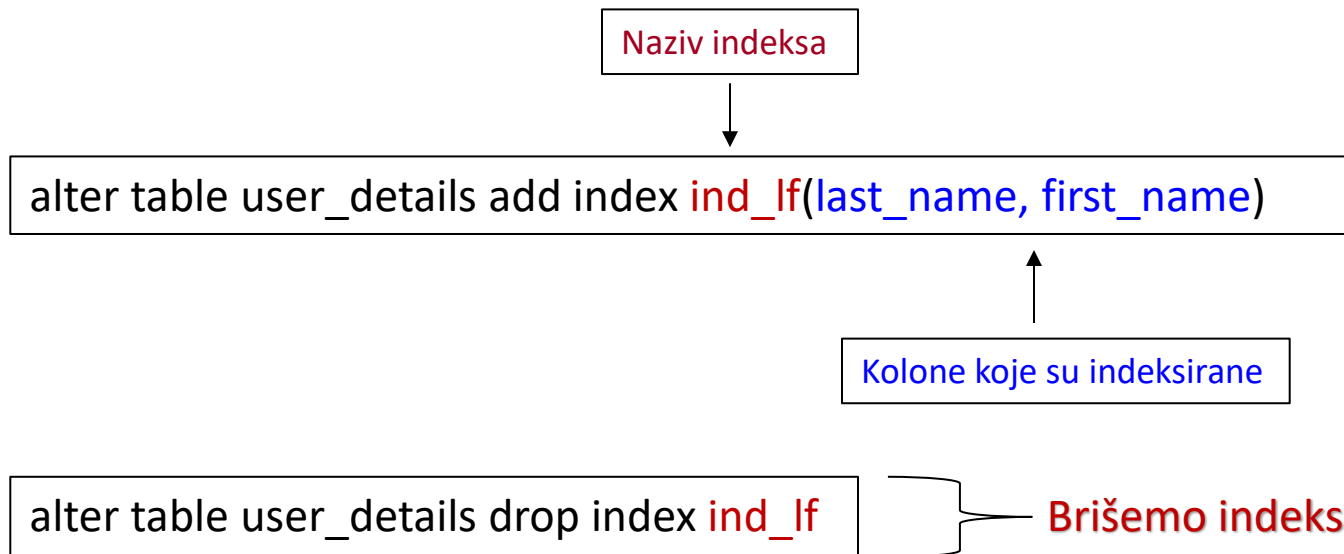 Naziv indeksa
alter table user_details add index ind_lf(last_name, first_name)
Kolone koje su indeksirane
alter table user_details drop index ind_lf
Brišemo indeks